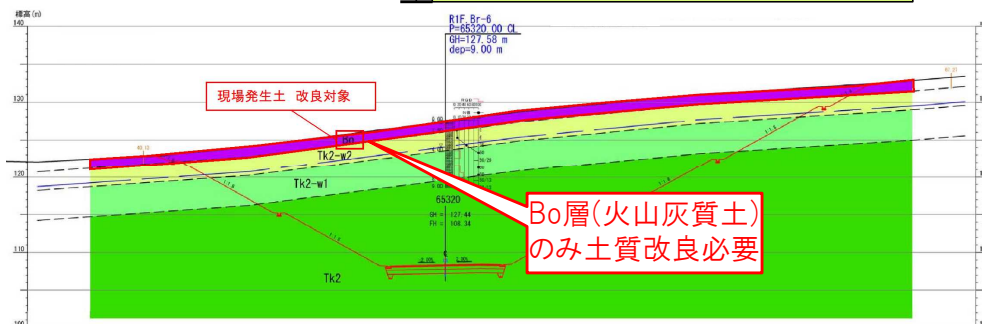 標高(m)
140
130
120
110
R1F.Br-6
P=65320.00 CL
GH=127.58 m
dep=9.00 m
現場発生土 改良対象
Bo
Tk2-w2
Tk2-w1
Tk2
65320
GH = 127.44
FH = 108.34
Bo層(火山灰質土)
のみ土質改良必要